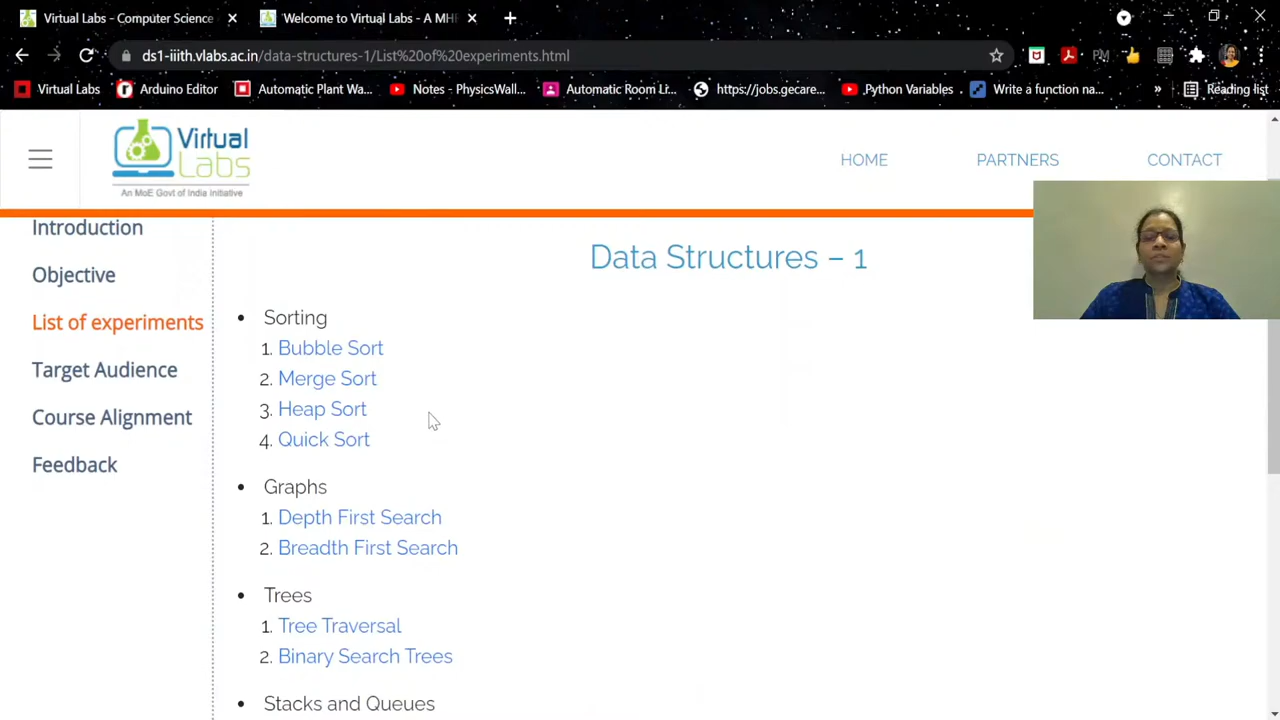 Virtual Labs - Computer Science
Welcome to Virtual Labs - A MH
ds1-iiith.vlabs.ac.in/data-structures-1/List%20of%20experiments.html
PM
Virtual Labs
Arduino Editor
Automatic Plant Wa...
Notes - PhysicsWall...
Automatic Room Li...
https://jobs.gecare...
Python Variables
Write a function na...
»
Reading list
Virtual
Labs
An MoE Govt of India Initiative
HOME
PARTNERS
CONTACT
Introduction
Objective
List of experiments
Target Audience
Course Alignment
Feedback
Data Structures – 1
• Sorting
1. Bubble Sort
2. Merge Sort
3. Heap Sort
4. Quick Sort
• Graphs
1. Depth First Search
2. Breadth First Search
• Trees
1. Tree Traversal
2. Binary Search Trees
• Stacks and Queues